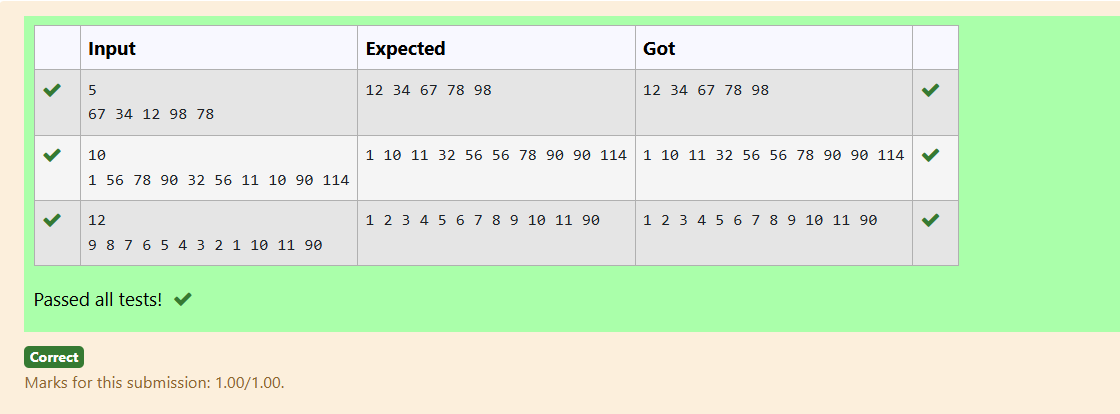 Input Expected Got
5 12 34 67 78 98 12 34 67 78 98
67 34 12 98 78
10 1 10 11 32 56 56 78 90 90 114 1 10 11 32 56 56 78 90 90 114
1 56 78 90 32 56 11 10 90 114
12 1 2 3 4 5 6 7 8 9 10 11 90 1 2 3 4 5 6 7 8 9 10 11 90
9 8 7 6 5 4 3 2 1 10 11 90
Passed all tests!
Correct
Marks for this submission: 1.00/1.00.